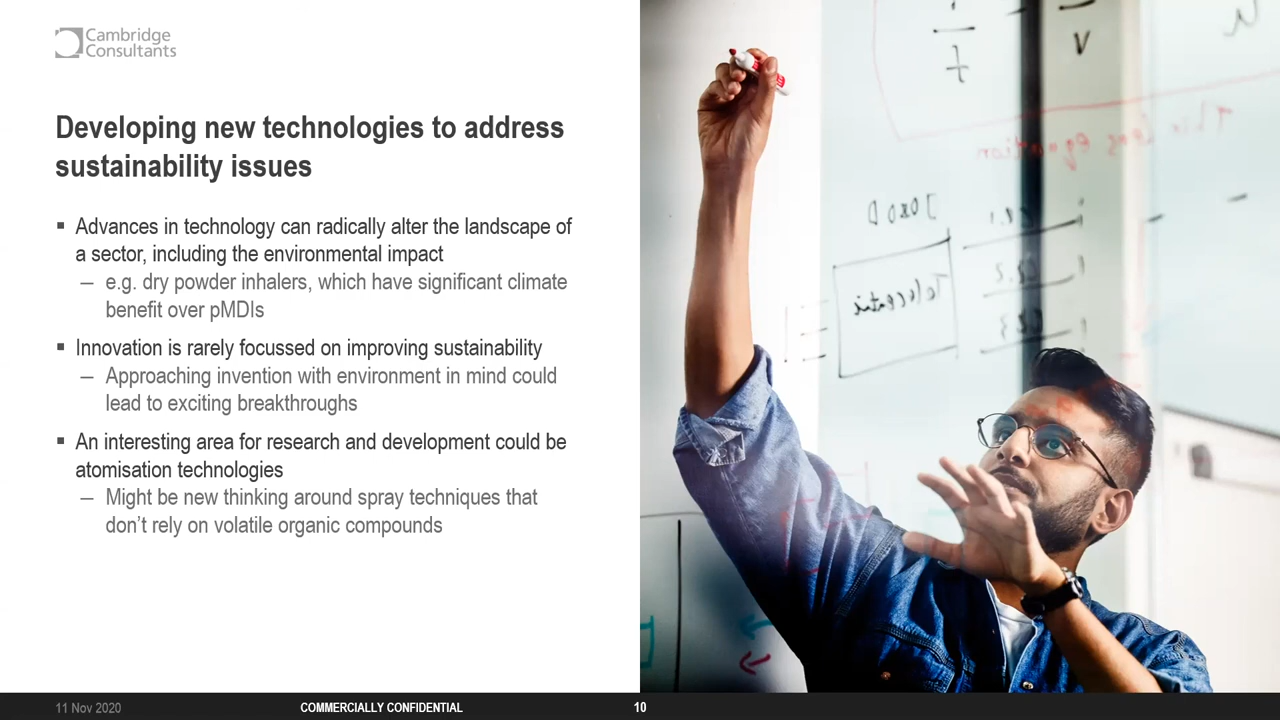 Cambridge
Consultants
Developing new technologies to address
sustainability issues
▪ Advances in technology can radically alter the landscape of
a sector, including the environmental impact
– e.g. dry powder inhalers, which have significant climate
benefit over pMDIs
▪ Innovation is rarely focussed on improving sustainability
– Approaching invention with environment in mind could
lead to exciting breakthroughs
▪ An interesting area for research and development could be
atomisation technologies
– Might be new thinking around spray techniques that
don’t rely on volatile organic compounds
Thin Lens equation
Telecentric
11 Nov 2020
COMMERCIALLY CONFIDENTIAL
10